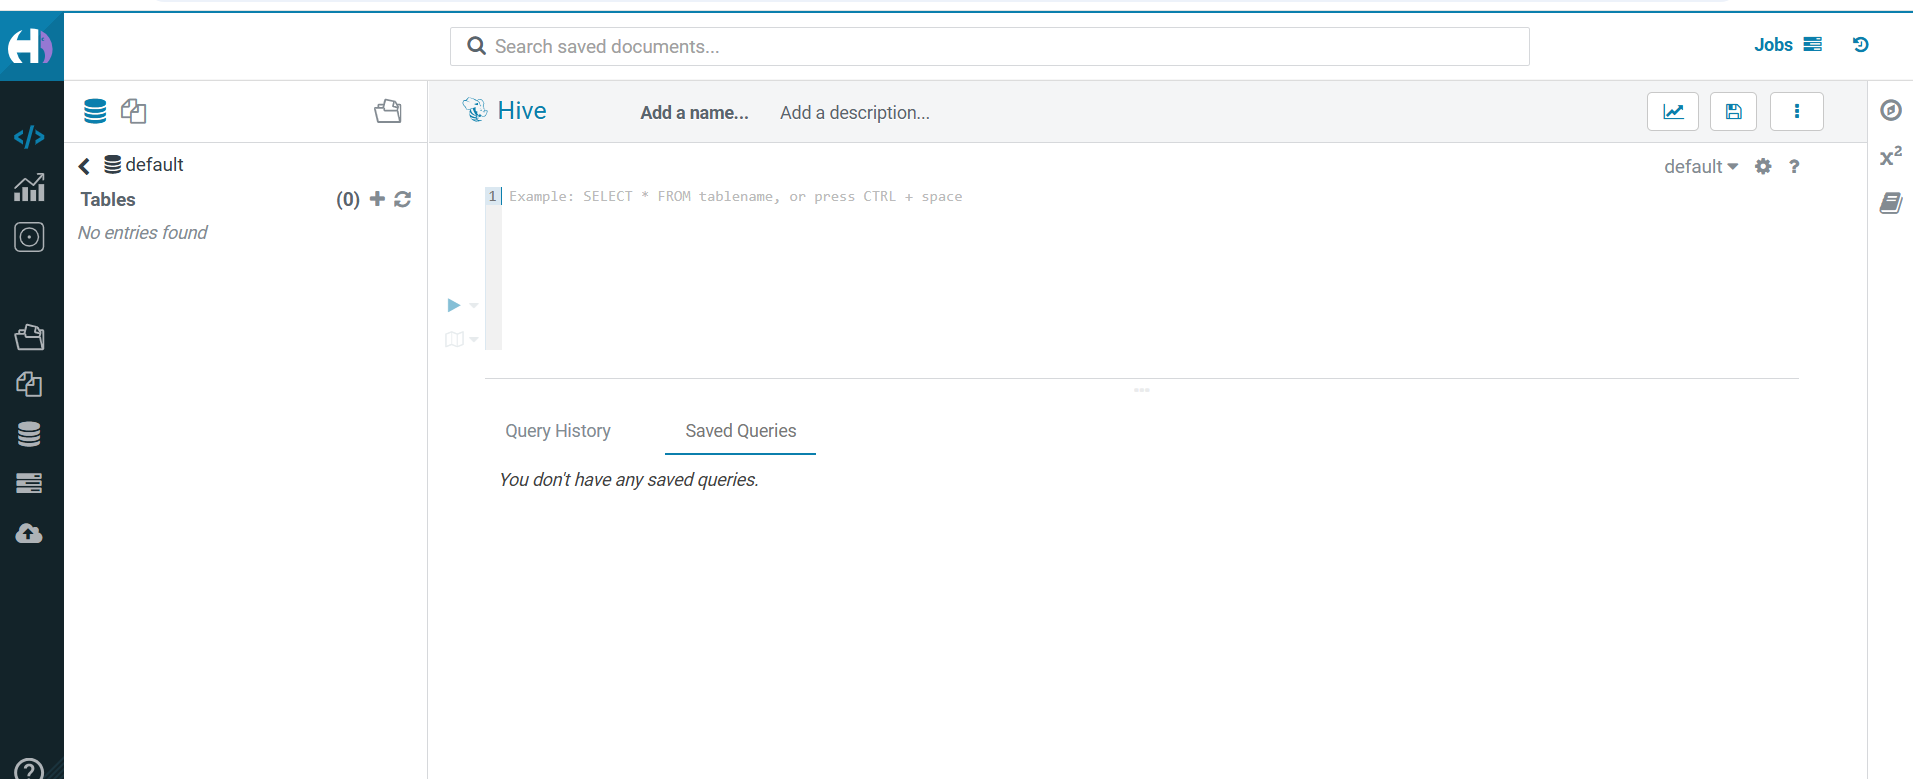 Search saved documents...
Jobs
Hive Add a name... Add a description...
default
default ?
Tables (0)
No entries found
1 Example: SELECT * FROM tablename, or press CTRL + space
x²
Query History Saved Queries
You don't have any saved queries.
?